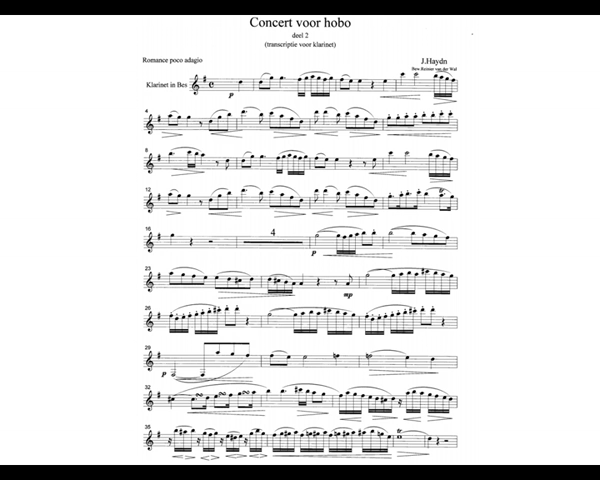 Concert voor hobo
deel 2
(transcriptie voor klarinet)
Romance poco adagio
J.Haydn
Bew. Reinier van der Wal
Klarinet in Bes
p
4
8
12
16
4
p
23
mp
26
29
p
32
35